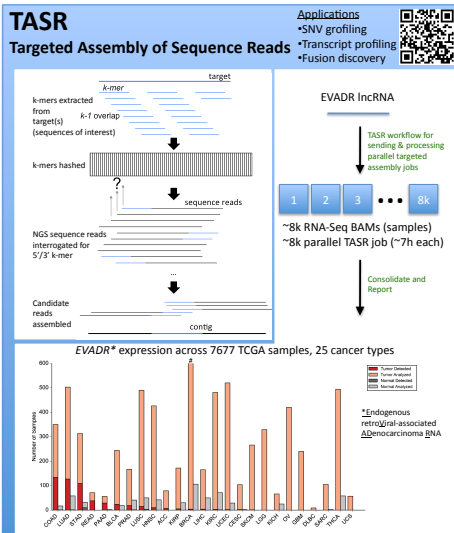 TASR
Targeted Assembly of Sequence Reads
Applications
•SNV grofiling
•Transcript profiling
•Fusion discovery
target
k-mer
k-mers extracted
from
target(s)
(sequences of interest)
k-1 overlap
k-mers hashed
?
sequence reads
NGS sequence reads
interrogated for
5'/3' k-mer
...
Candidate
reads
assembled
contig
EVADR lncRNA
TASR workflow for
sending & processing
parallel targeted
assembly jobs
1 2 3 ••• 8k
~8k RNA-Seq BAMs (samples)
~8k parallel TASR job (~7h each)
Consolidate and
Report
EVADR* expression across 7677 TCGA samples, 25 cancer types
Number of Samples
600
500
400
300
200
100
0
#
Tumor Detected
Tumor Analyzed
Normal Detected
Normal Analyzed
COAD LUAD STAD READ PAAD BLCA PRAD LUSC HNSC ACC KIRP BRCA LIHC KIRC UCEC CESC SKCM LGG KICH OV GBM DLBC SARC THCA UCS
*Endogenous
retroViral-associated
ADenocarcinoma RNA